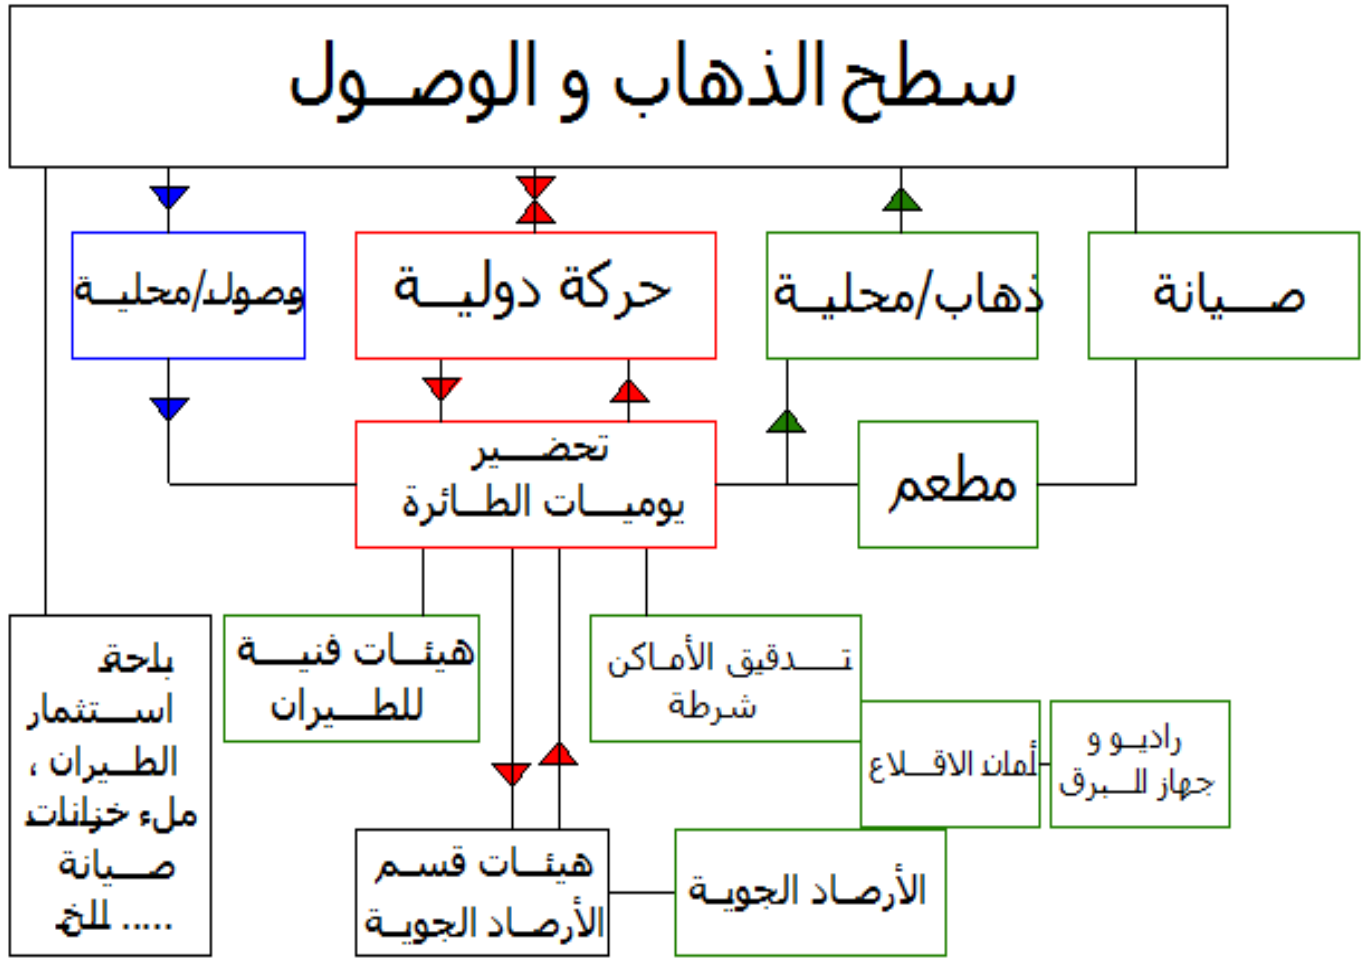 سطح الذهاب و الوصول
صيانة
ذهاب/محلية
حركة دولية
وصول/محلية
تحضير
يوميات الطائرة
مطعم
تدقيق الأماكن
شرطة
هيئات فنية
للطيران
باحة
استثمار
الطيران ،
ملء خزانات
صيانة
..... للخ
راديو و
جهاز للبرق
أمان الاقلاع
الأرصاد الجوية
هيئات قسم
الأرصاد الجوية